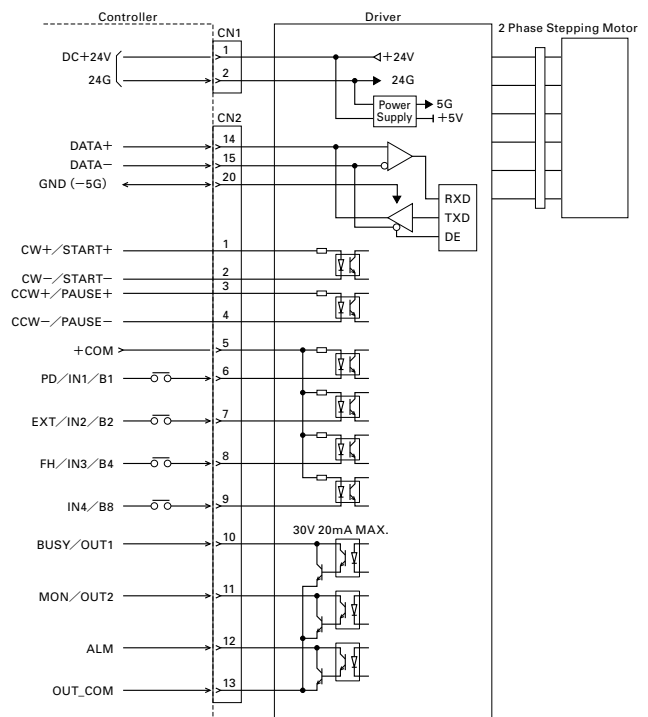 Controller
Driver
2 Phase Stepping Motor
CN1
DC+24V
1
+24V
24G
2
24G
Power Supply
5G
+5V
CN2
DATA+
14
DATA−
15
GND (−5G)
20
RXD
TXD
DE
CW+/START+
1
CW−/START−
2
CCW+/PAUSE+
3
CCW−/PAUSE−
4
+COM
5
PD/IN1/B1
6
EXT/IN2/B2
7
FH/IN3/B4
8
IN4/B8
9
30V 20mA MAX.
BUSY/OUT1
10
MON/OUT2
11
ALM
12
OUT_COM
13